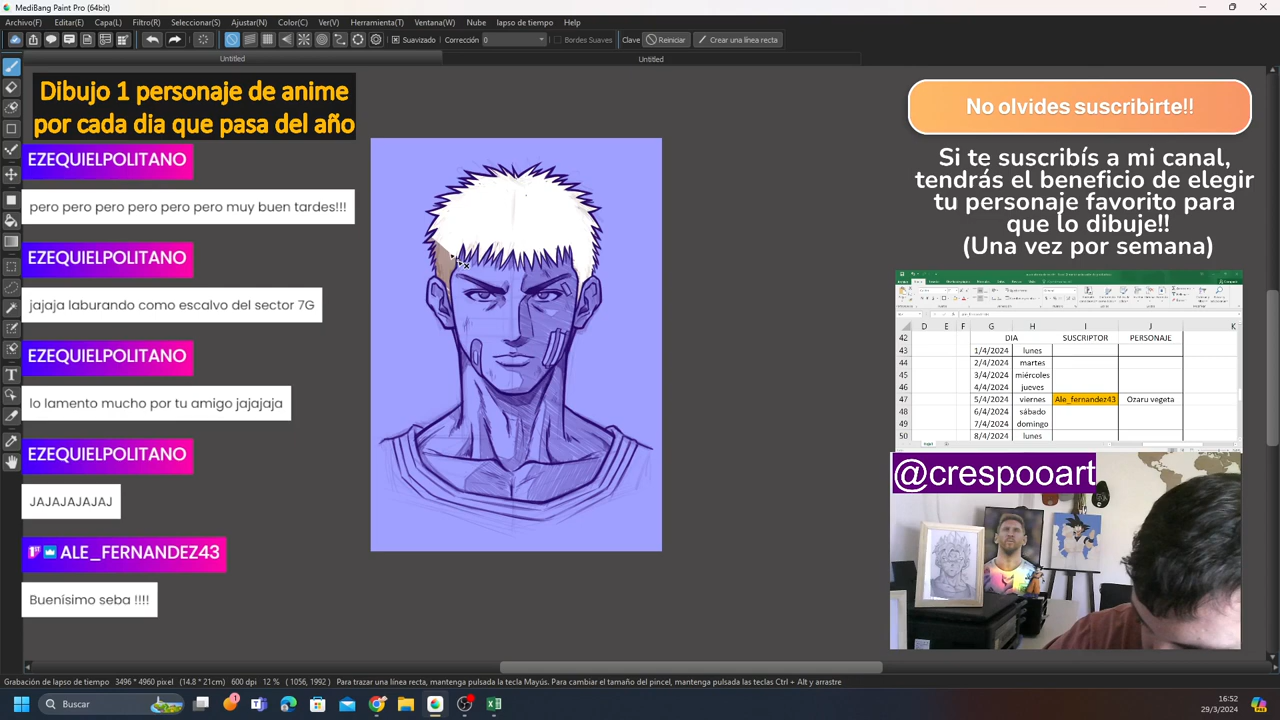 MediBang Paint Pro (64bit)
Archivo(F) Editar(E) Capa(L) Filtro(R) Seleccionar(S) Ajustar(N) Color(C) Ver(V) Herramienta(T) Ventana(W) Nube lapso de tiempo Help
Suavizado Corrección 0 Bordes Suaves Clave Reiniciar Crear una línea recta
Untitled Untitled
Dibujo 1 personaje de anime
por cada dia que pasa del año
EZEQUIELPOLITANO
pero pero pero pero pero pero muy buen tardes!!!
EZEQUIELPOLITANO
jajaja laburando como escalvo del sector 7G
EZEQUIELPOLITANO
lo lamento mucho por tu amigo jajajaja
EZEQUIELPOLITANO
JAJAJAJAJAJ
ALE_FERNANDEZ43
Buenísimo seba !!!!
No olvides suscribirte!!
Si te suscribís a mi canal,
tendrás el beneficio de elegir
tu personaje favorito para
que lo dibuje!!
(Una vez por semana)
D E F G H I J K
42 DIA SUSCRIPTOR PERSONAJE
43 1/4/2024 lunes
44 2/4/2024 martes
45 3/4/2024 miércoles
46 4/4/2024 jueves
47 5/4/2024 viernes Ale_fernandez43 Ozaru vegeta
48 6/4/2024 sábado
49 7/4/2024 domingo
50 8/4/2024 lunes
@crespooart
Grabación de lapso de tiempo 3496 * 4960 pixel (14.8 * 21cm) 600 dpi 12 % ( 1056, 1992 ) Para trazar una línea recta, mantenga pulsada la tecla Mayús. Para cambiar el tamaño del pincel, mantenga pulsadas las teclas Ctrl + Alt y arrastre
Buscar
1
16:52
29/3/2024